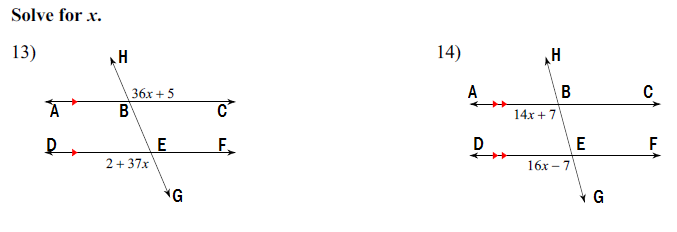 Solve for x.
13)
H
36x + 5
A
B
C
D
E
F
2 + 37x
G
14)
H
A
B
C
14x + 7
D
E
F
16x – 7
G